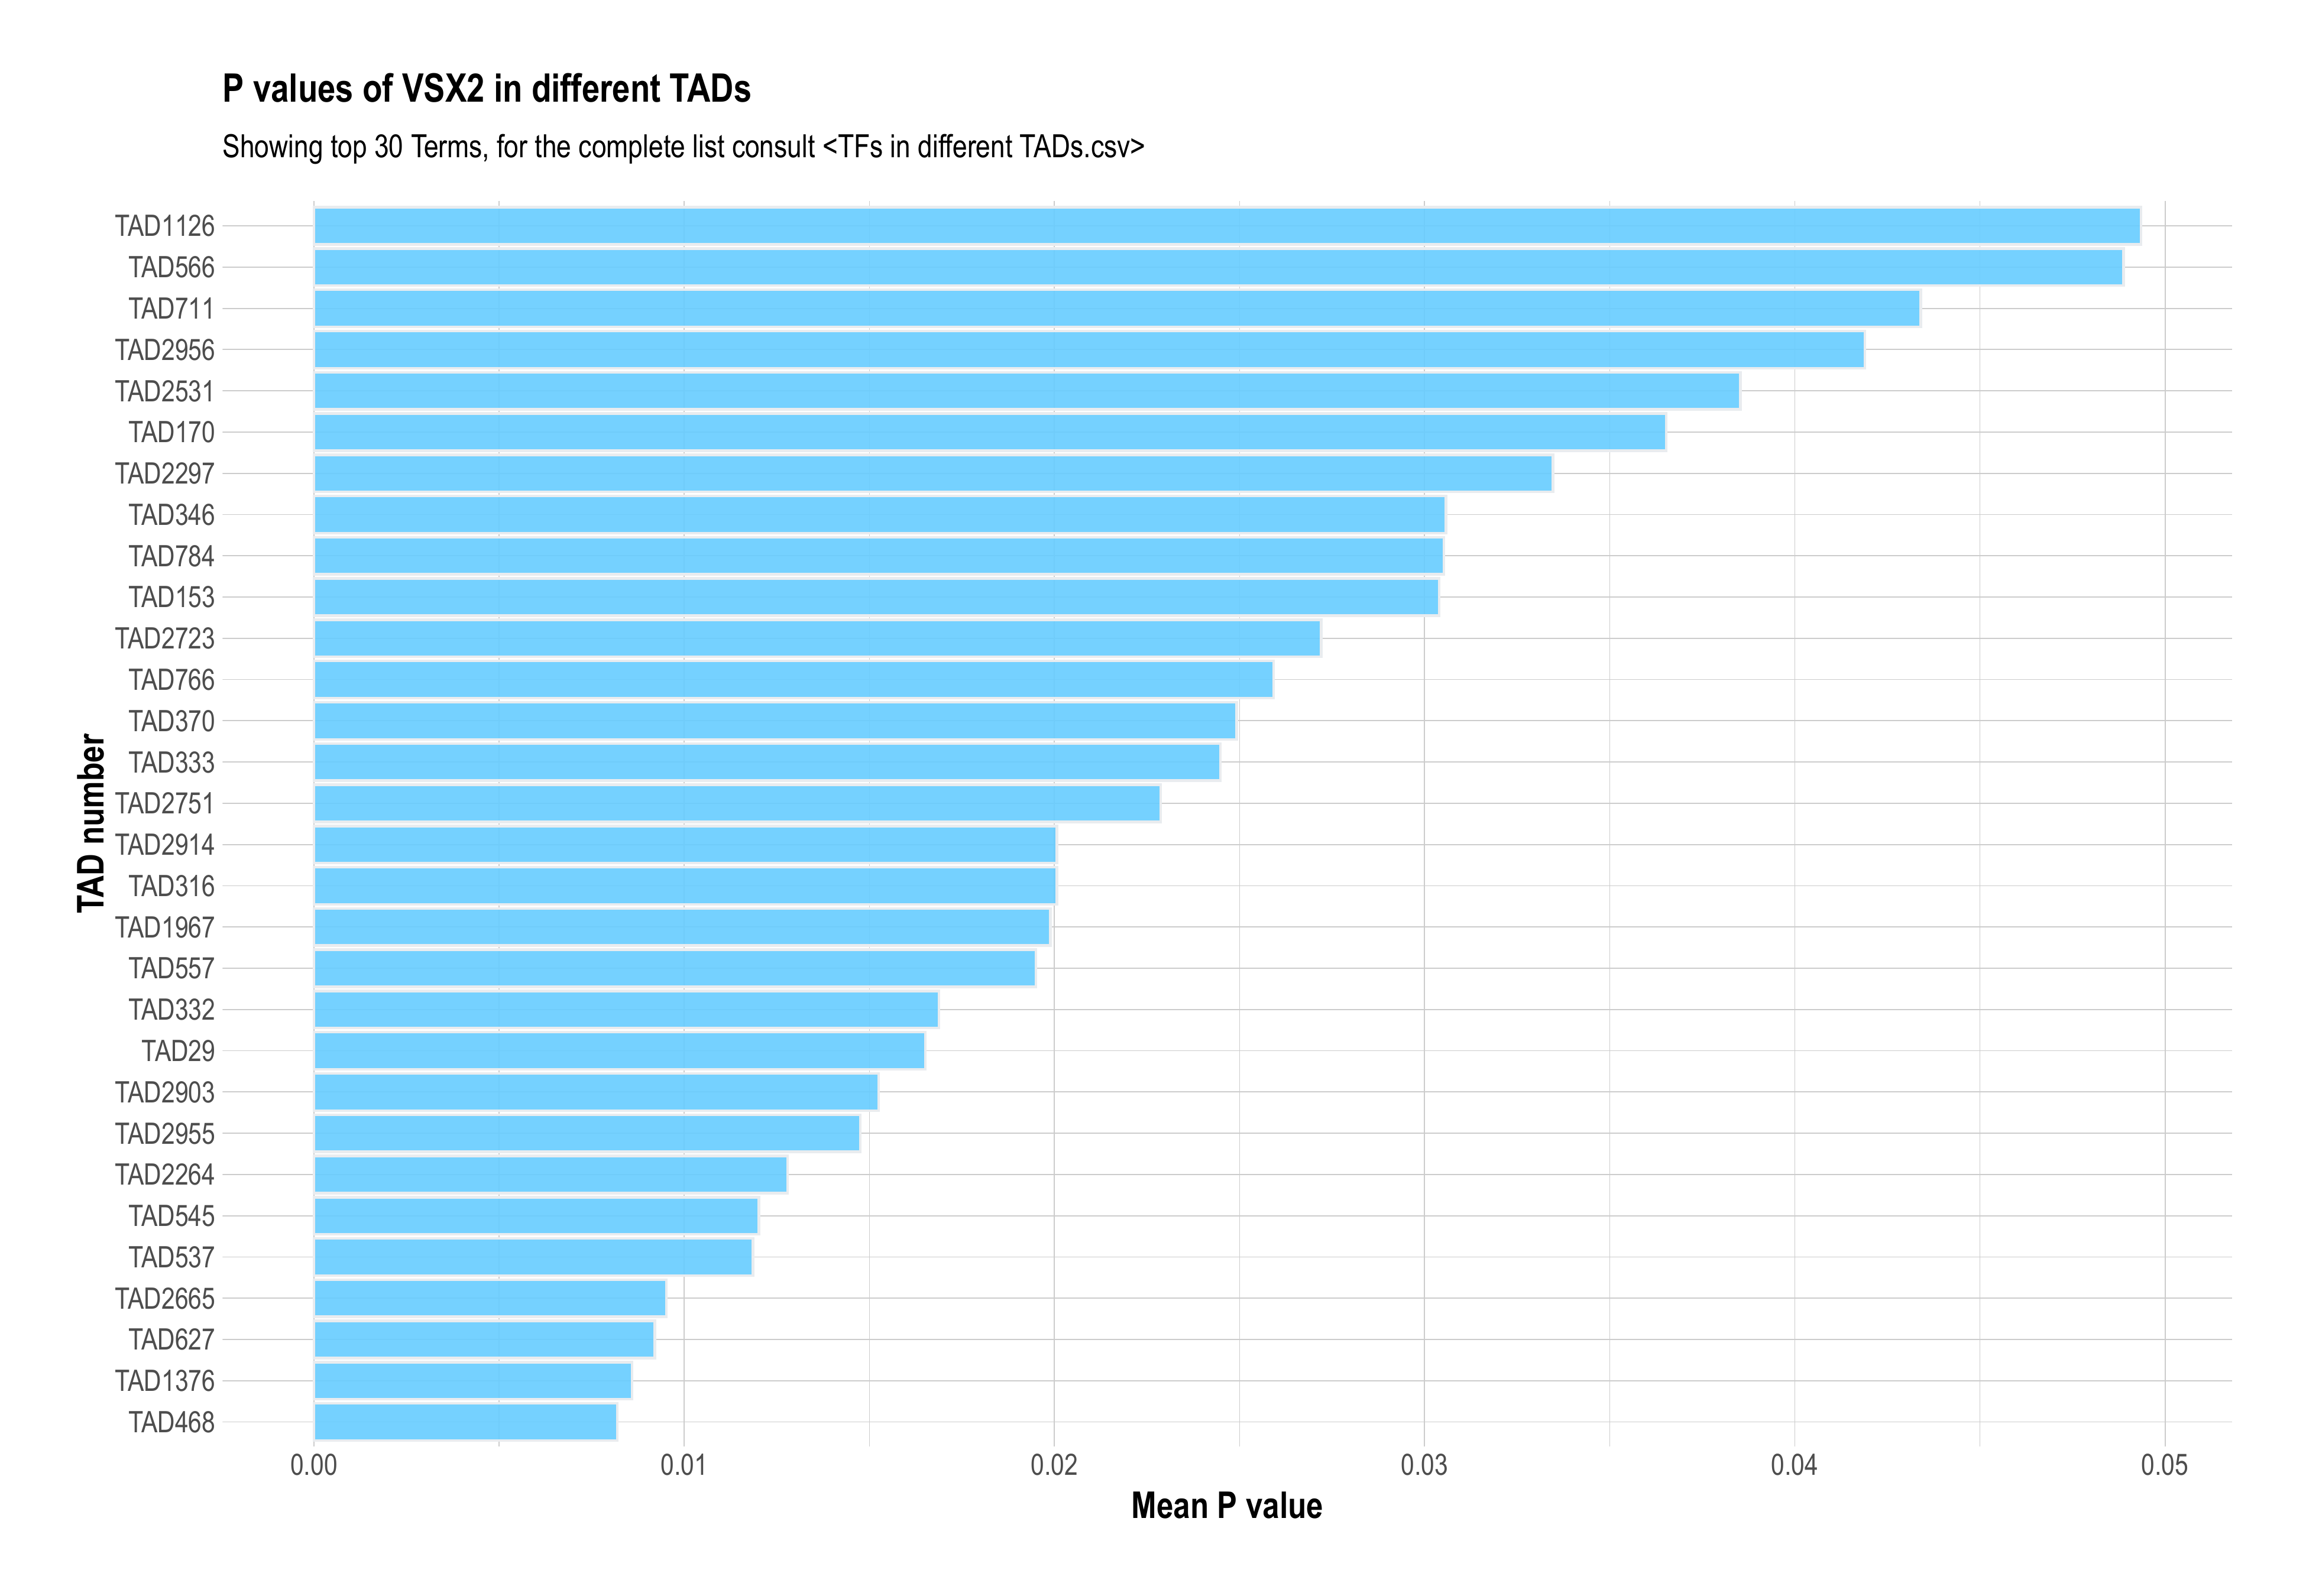 P values of VSX2 in different TADs
Showing top 30 Terms, for the complete list consult <TFs in different TADs.csv>
TAD number
TAD1126
TAD566
TAD711
TAD2956
TAD2531
TAD170
TAD2297
TAD346
TAD784
TAD153
TAD2723
TAD766
TAD370
TAD333
TAD2751
TAD2914
TAD316
TAD1967
TAD557
TAD332
TAD29
TAD2903
TAD2955
TAD2264
TAD545
TAD537
TAD2665
TAD627
TAD1376
TAD468
0.00 0.01 0.02 0.03 0.04 0.05
Mean P value